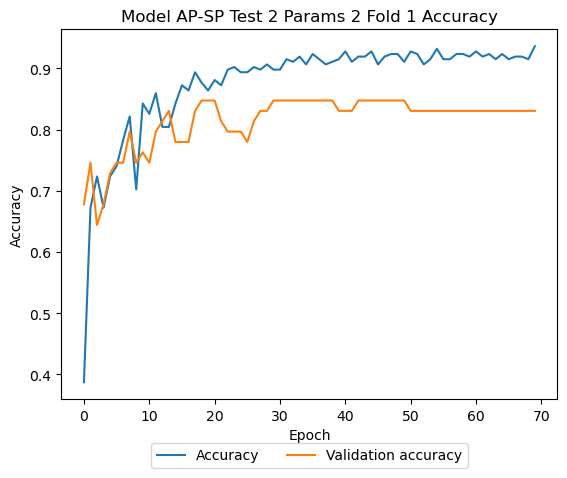 Model AP-SP Test 2 Params 2 Fold 1 Accuracy
0.9
0.8
0.7
0.6
0.5
0.4
Accuracy
0 10 20 30 40 50 60 70
Epoch
Accuracy Validation accuracy